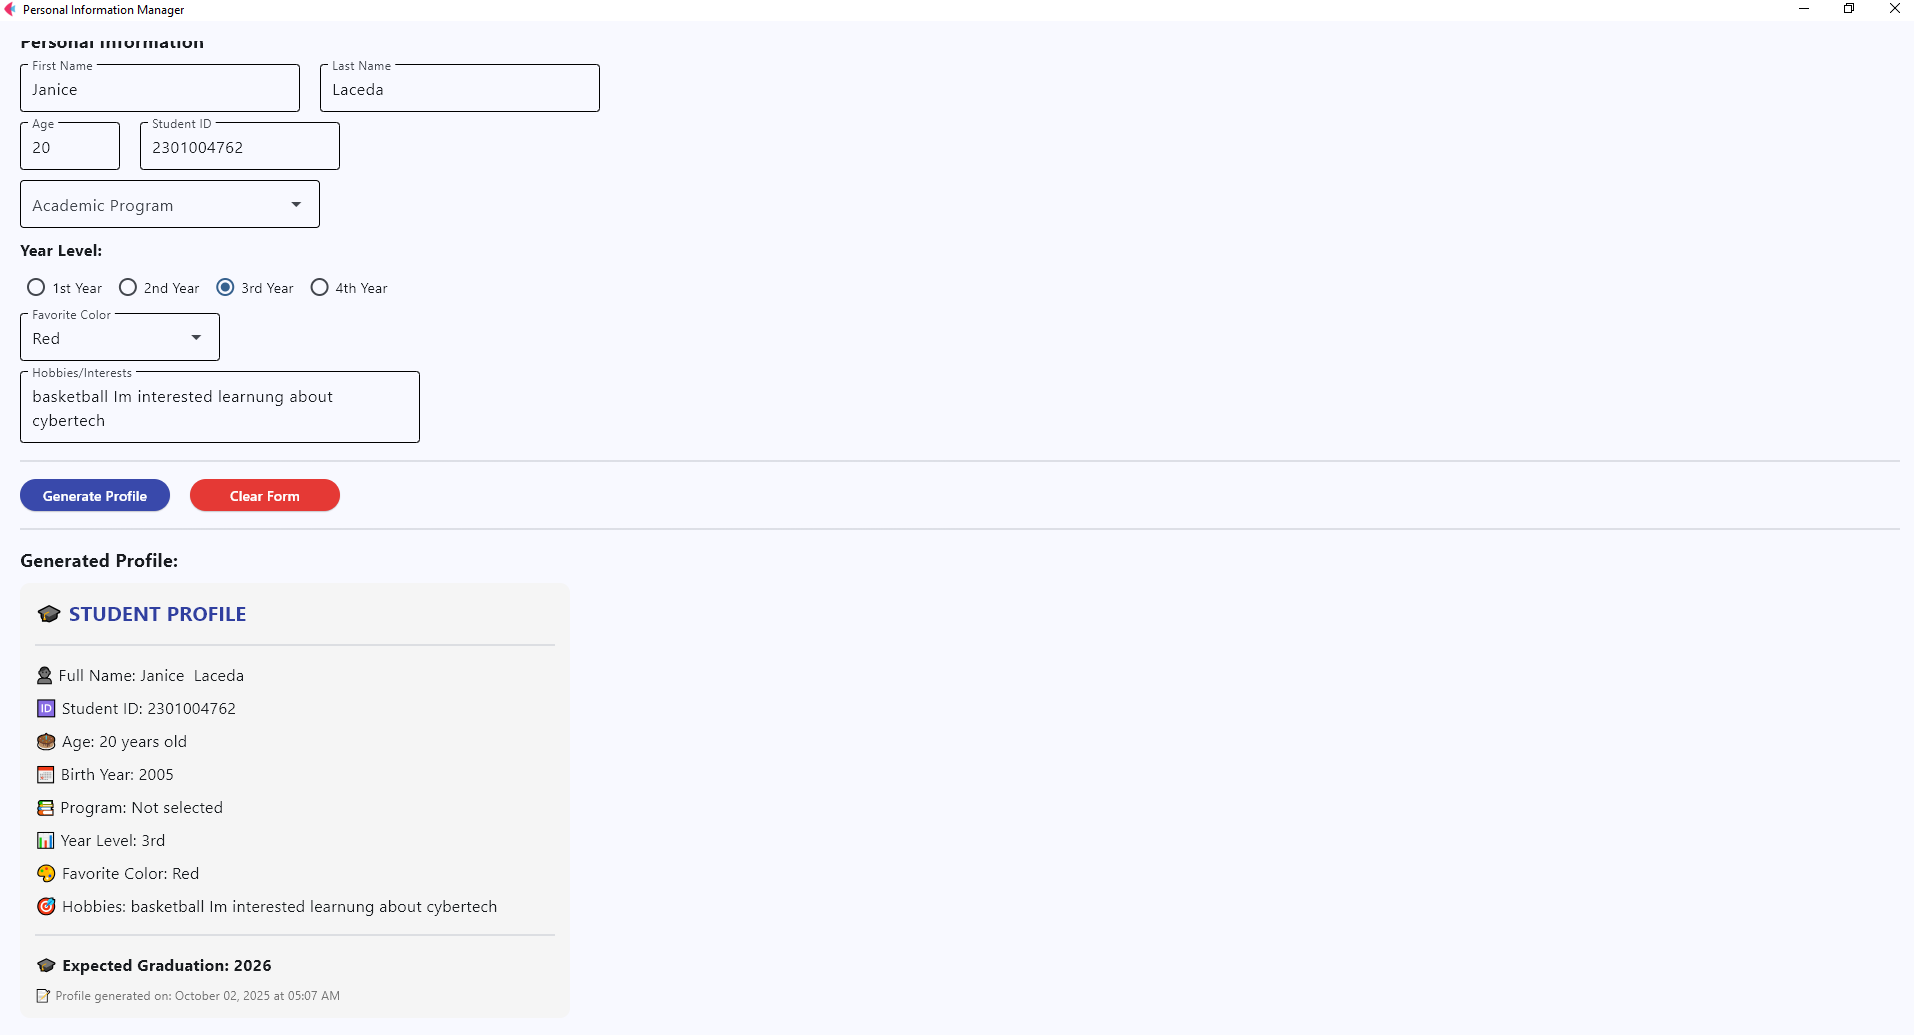 Personal Information Manager
Personal Information
First Name
Last Name
Janice
Laceda
Age
Student ID
20
2301004762
Academic Program
Year Level:
1st Year
2nd Year
3rd Year
4th Year
Favorite Color
Red
Hobbies/Interests
basketball Im interested learnung about
cybertech
Generate Profile
Clear Form
Generated Profile:
🎓 STUDENT PROFILE
👤 Full Name: Janice  Laceda
🆔 Student ID: 2301004762
🎂 Age: 20 years old
📅 Birth Year: 2005
📚 Program: Not selected
📊 Year Level: 3rd
🎨 Favorite Color: Red
🎯 Hobbies: basketball Im interested learnung about cybertech
🎓 Expected Graduation: 2026
📝 Profile generated on: October 02, 2025 at 05:07 AM